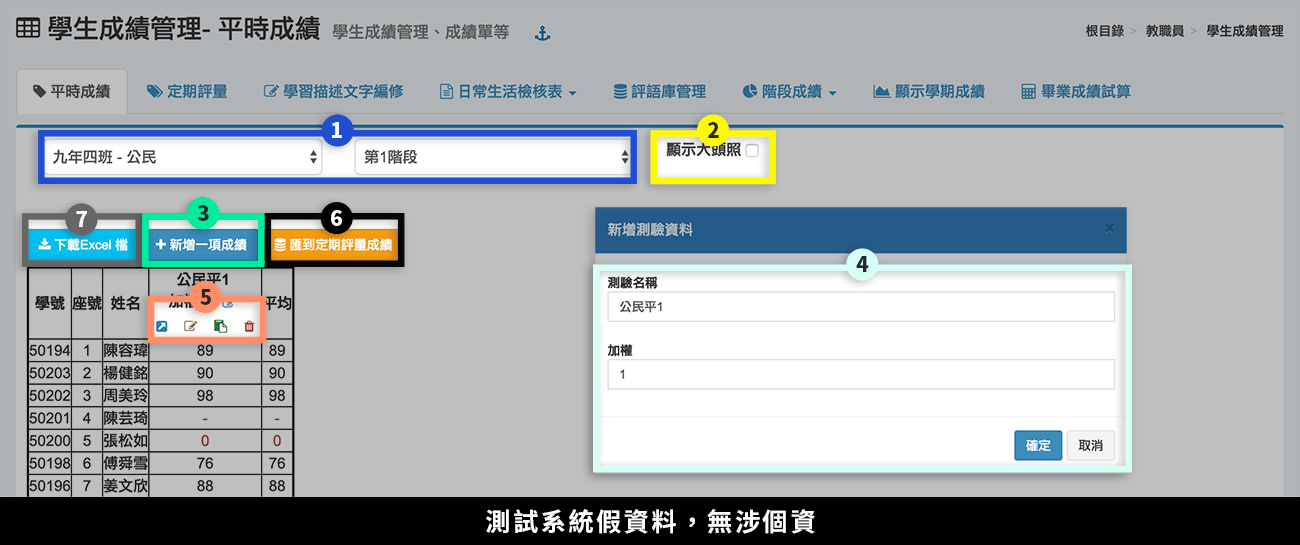 學生成績管理- 平時成績 學生成績管理、成績單等
根目錄 > 教職員 > 學生成績管理
平時成績 定期評量 學習描述文字編修 日常生活檢核表 評語庫管理 階段成績 顯示學期成績 畢業成績試算
1
2
九年四班 - 公民 第1階段 顯示大頭照
7 3 6
下載Excel 檔 新增一項成績 匯到定期評量成績
新增測驗資料 ×
4
公民平1
5
學號 座號 姓名 加權 平均
測驗名稱
公民平1
加權
1
確定 取消
50194 1 陳容瑋 89 89
50203 2 楊健銘 90 90
50202 3 周美玲 98 98
50201 4 陳芸琦 - -
50200 5 張松如 0 0
50198 6 傅舜雪 76 76
50196 7 姜文欣 88 88
測試系統假資料，無涉個資